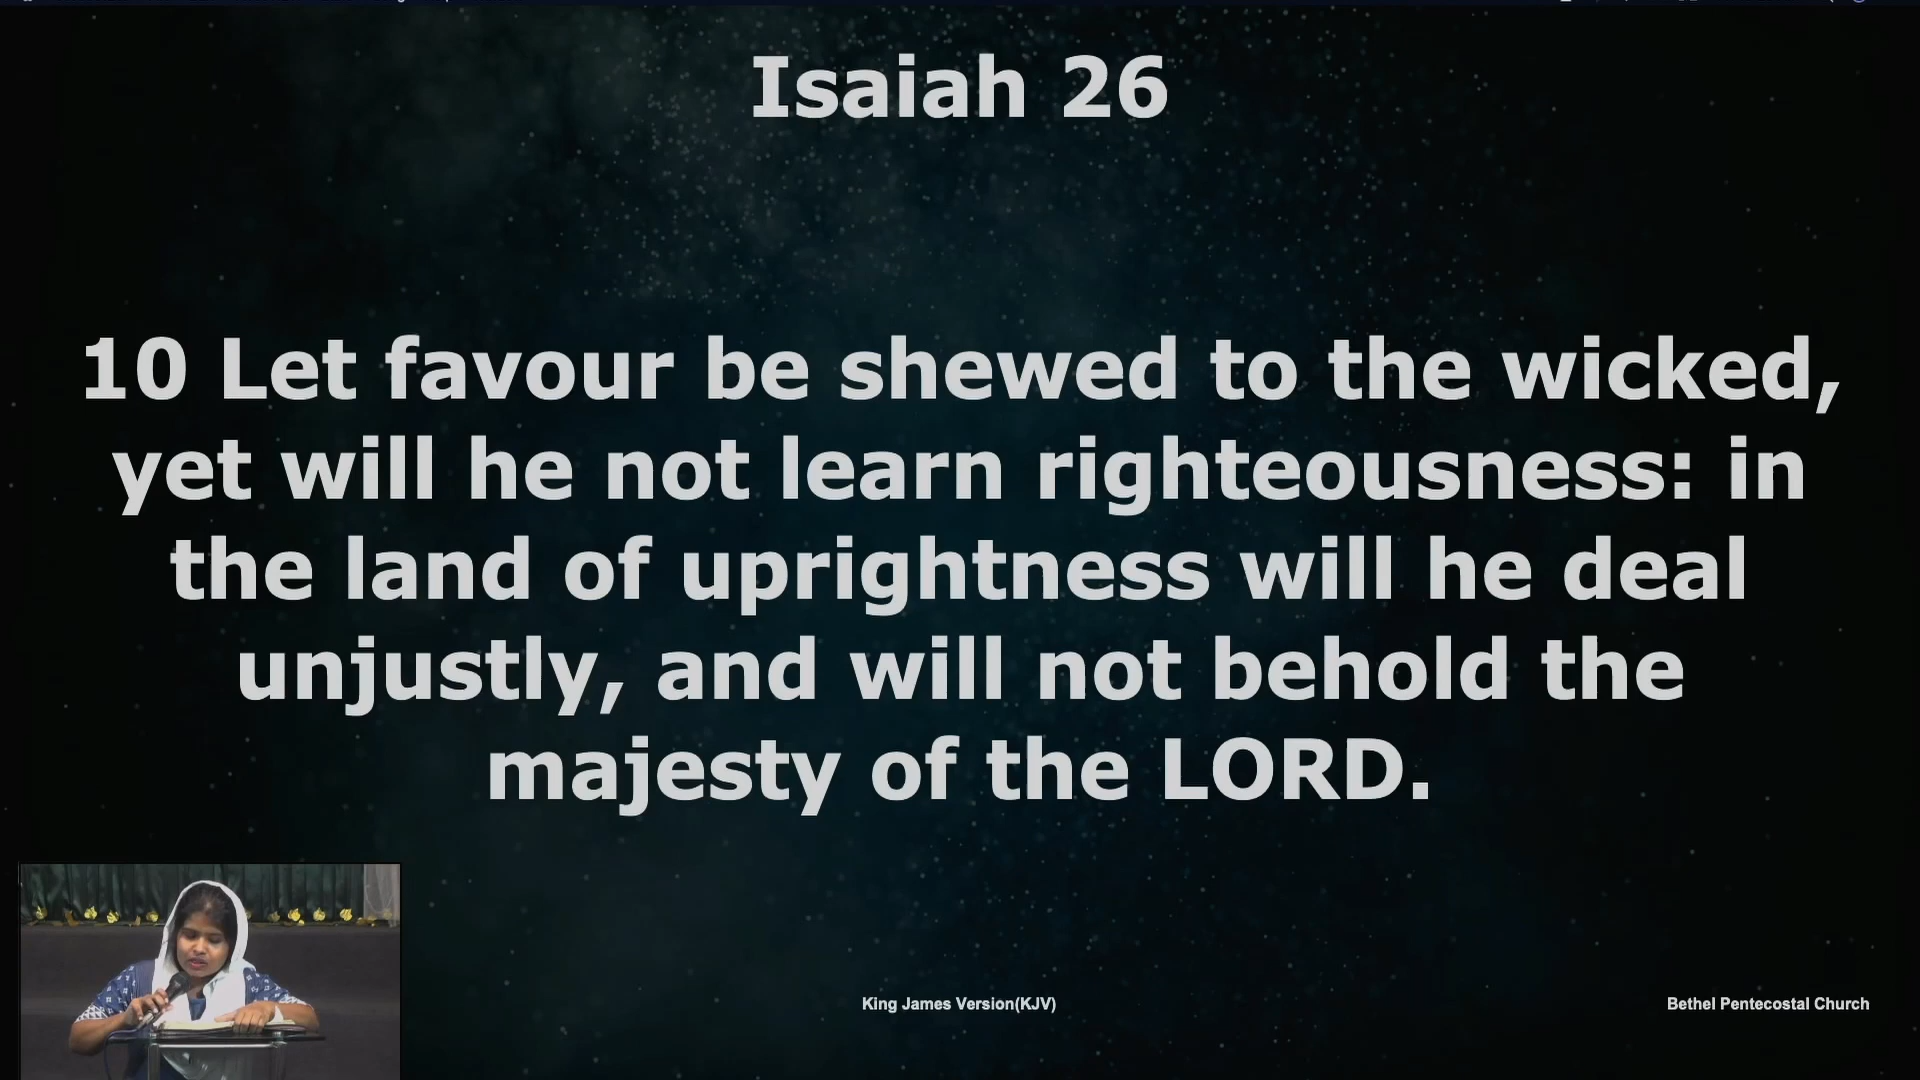 Isaiah 26
10 Let favour be shewed to the wicked,
yet will he not learn righteousness: in
the land of uprightness will he deal
unjustly, and will not behold the
majesty of the LORD.
King James Version(KJV)
Bethel Pentecostal Church